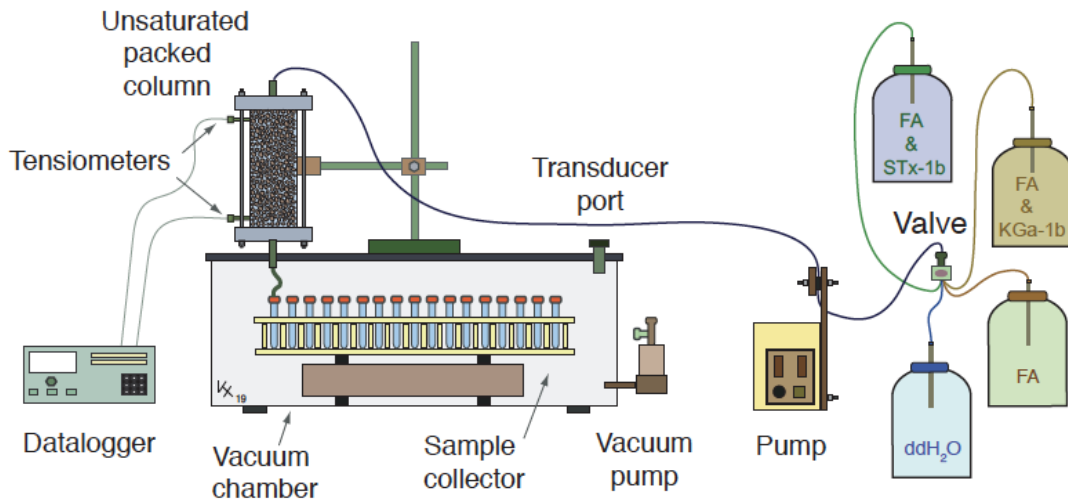 Unsaturated
packed
column
Tensiometers
Transducer
port
Valve
FA
&
STx-1b
FA
&
KGa-1b
FA
ddH₂O
Datalogger
Vacuum
chamber
Sample
collector
Vacuum
pump
Pump
19